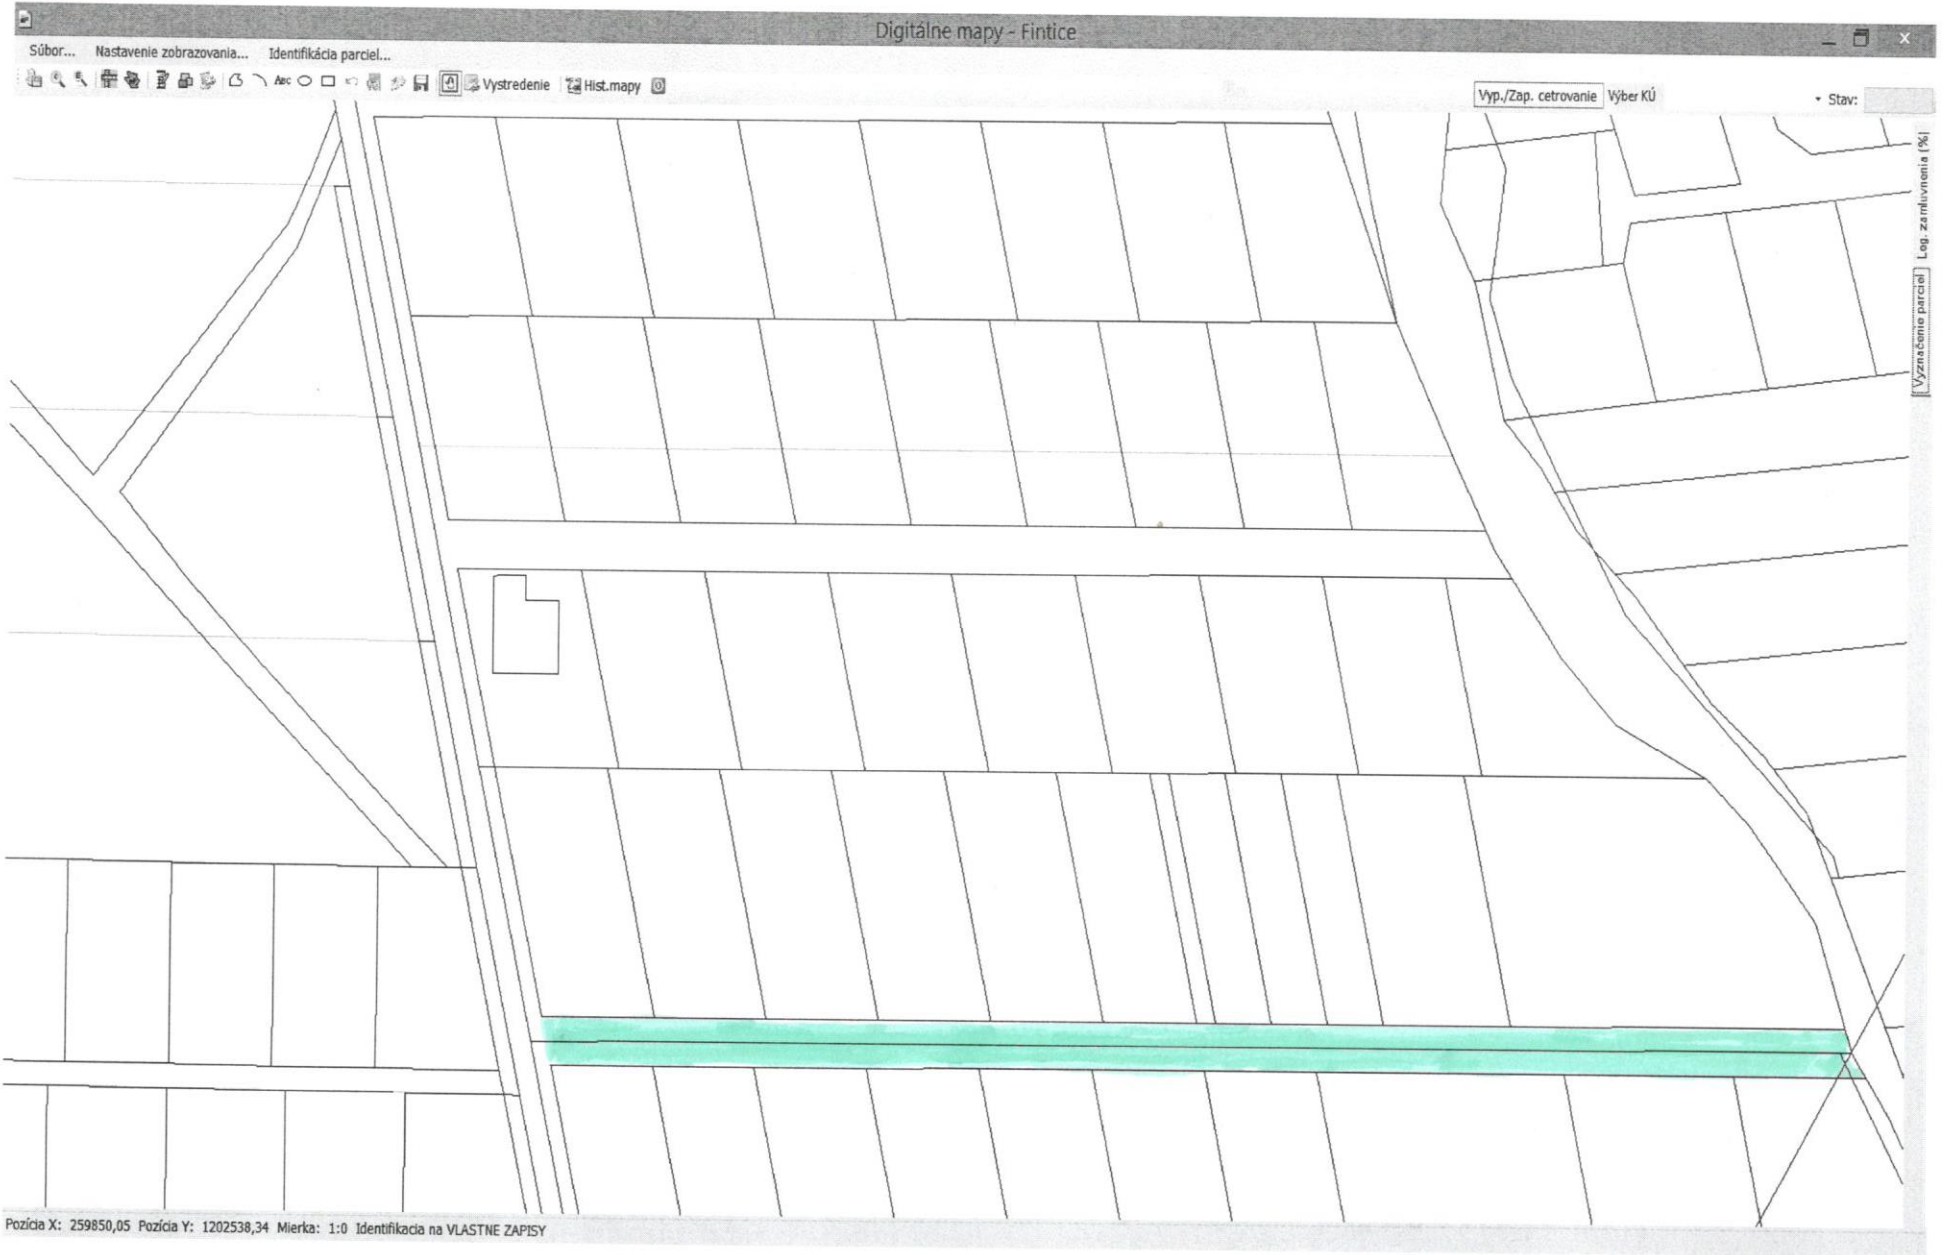 Digitálne mapy - Fintice
Súbor... Nastavenie zobrazovania... Identifikácia parciel...
Abc Vystredenie Hist.mapy Vyp./Zap. cetrovanie Výber KÚ Stav:
Log. zamluvnenia (%)
Vyznačenie parciel
Pozícia X: 259850,05 Pozícia Y: 1202538,34 Mierka: 1:0 Identifikacia na VLASTNE ZAPISY